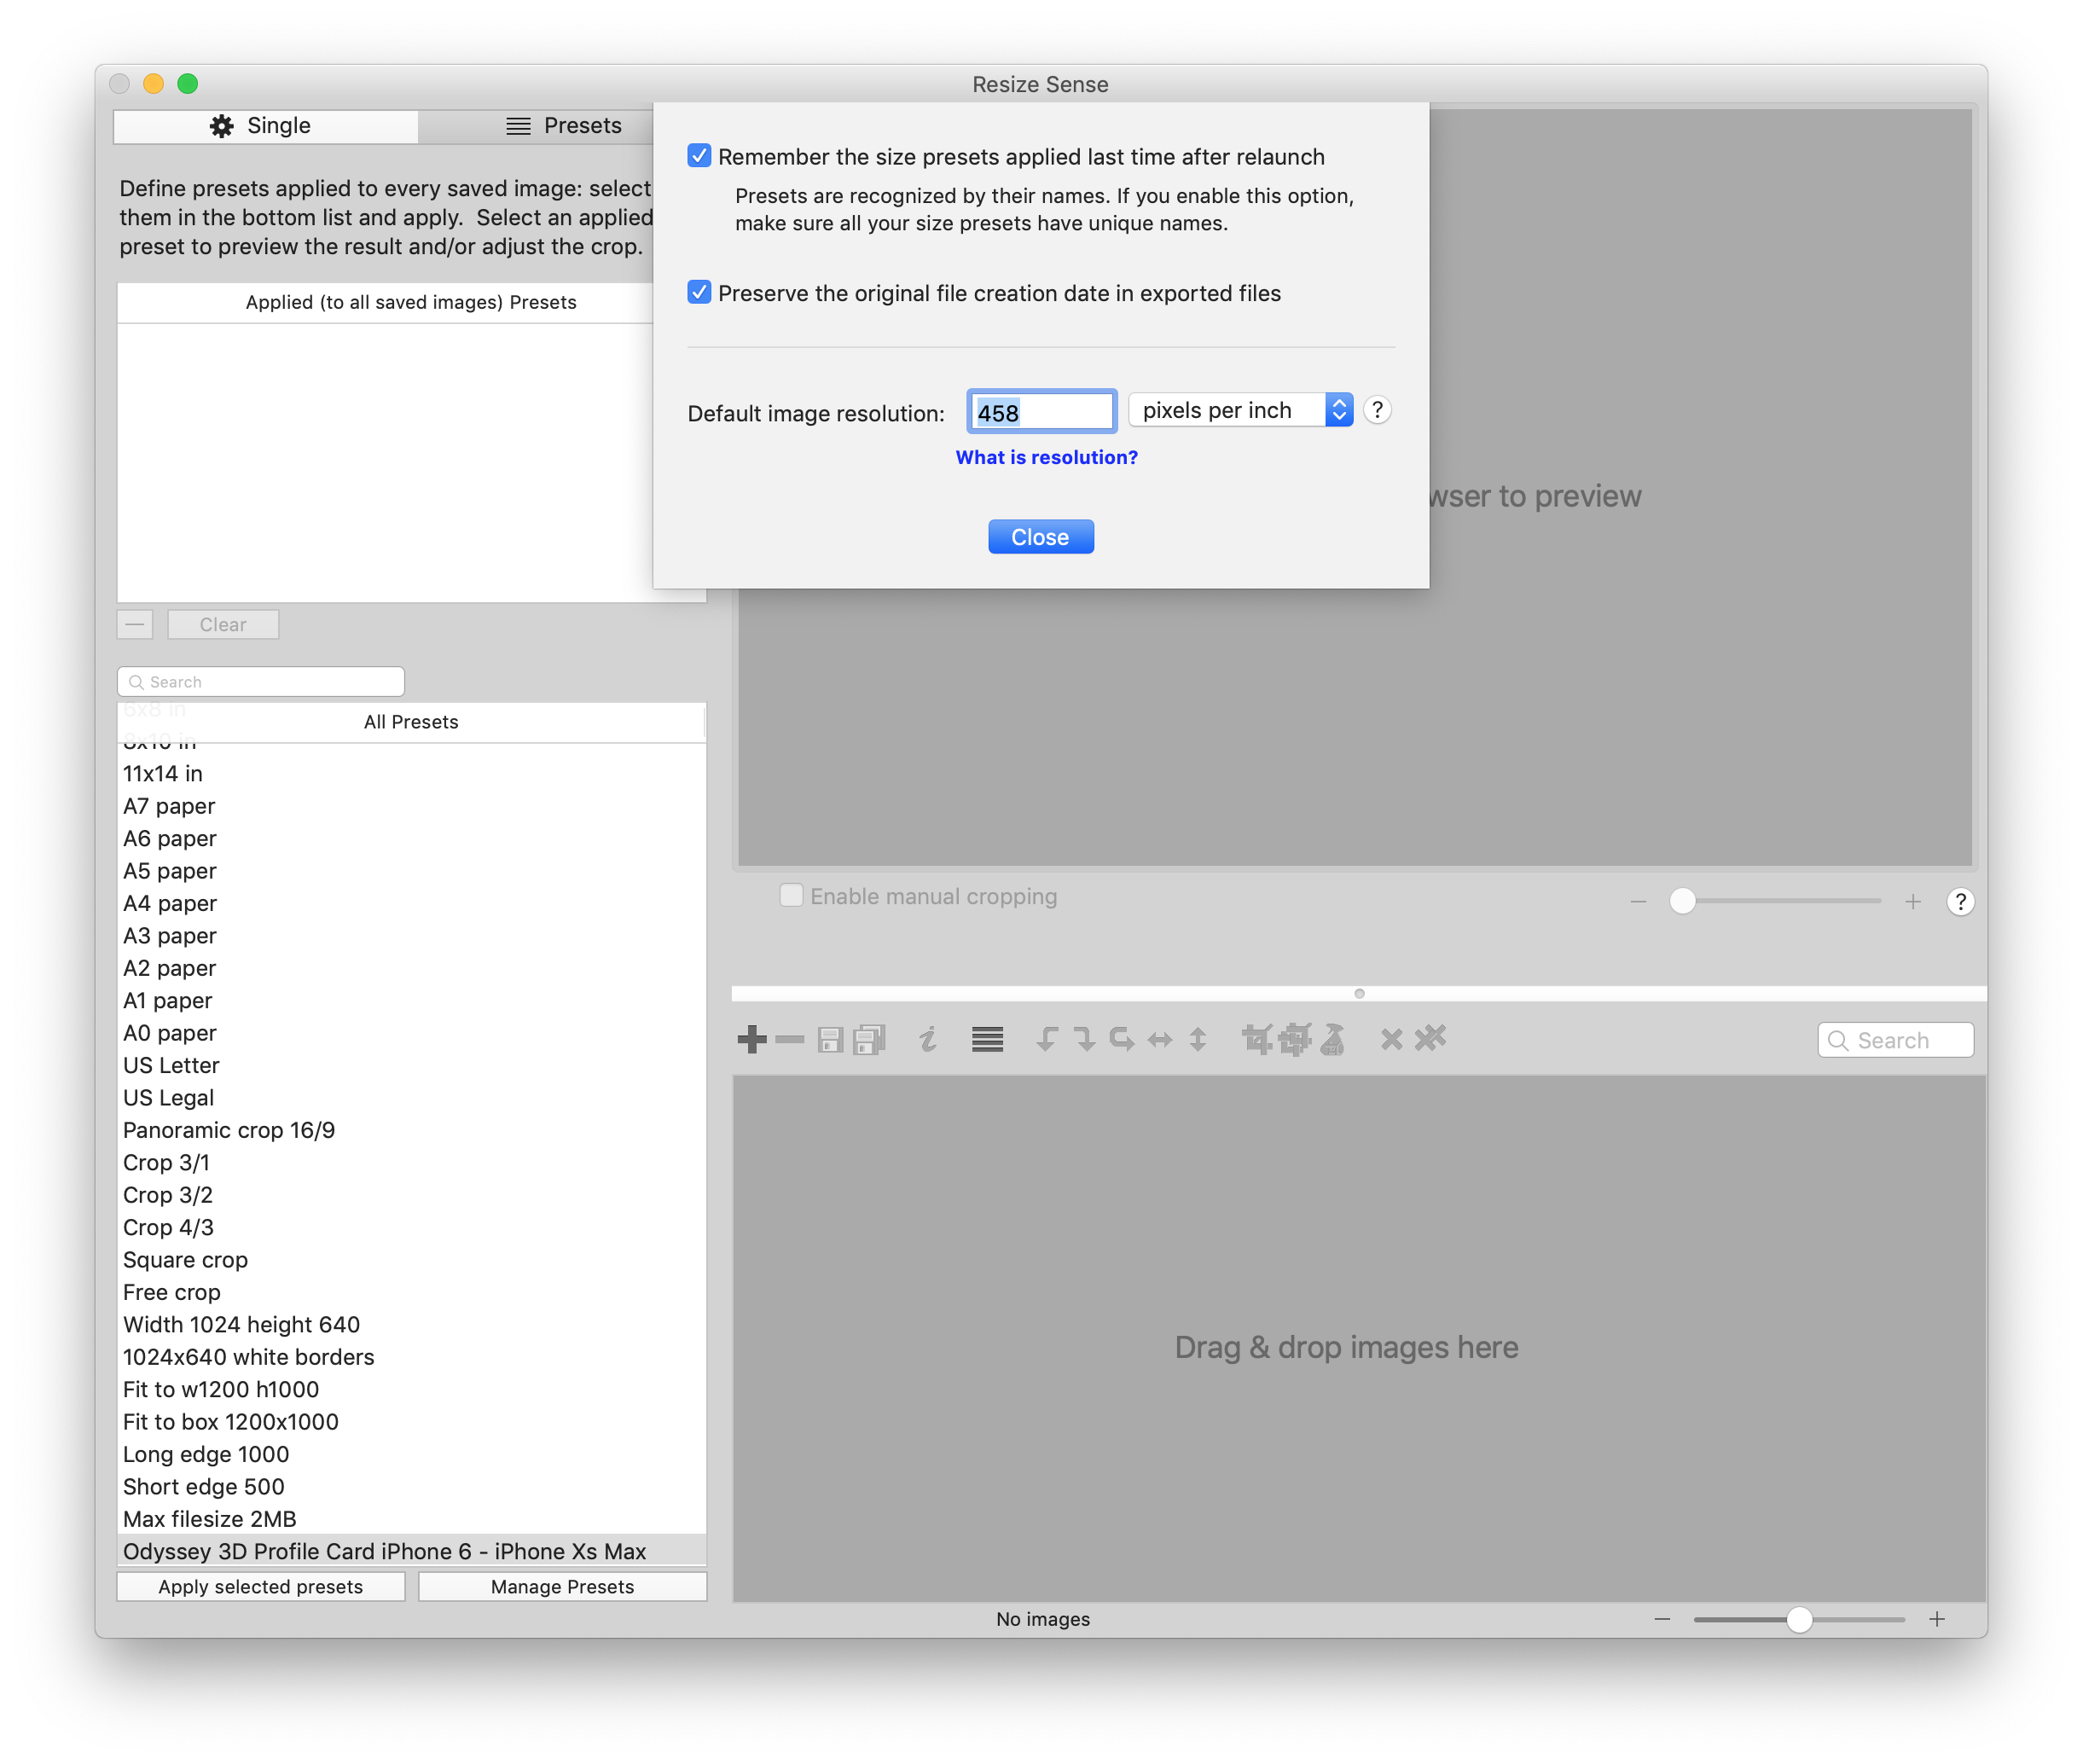 Resize Sense
Single
Presets
Define presets applied to every saved image: select
them in the bottom list and apply.  Select an applied
preset to preview the result and/or adjust the crop.
Applied (to all saved images) Presets
Clear
Search
6x8 in
All Presets
8x10 in
11x14 in
A7 paper
A6 paper
A5 paper
A4 paper
A3 paper
A2 paper
A1 paper
A0 paper
US Letter
US Legal
Panoramic crop 16/9
Crop 3/1
Crop 3/2
Crop 4/3
Square crop
Free crop
Width 1024 height 640
1024x640 white borders
Fit to w1200 h1000
Fit to box 1200x1000
Long edge 1000
Short edge 500
Max filesize 2MB
Odyssey 3D Profile Card iPhone 6 - iPhone Xs Max
Apply selected presets
Manage Presets
Remember the size presets applied last time after relaunch
Presets are recognized by their names. If you enable this option,
make sure all your size presets have unique names.
Preserve the original file creation date in exported files
Default image resolution: 458 pixels per inch ?
What is resolution?
Close
to preview
Enable manual cropping
?
Search
Drag & drop images here
No images